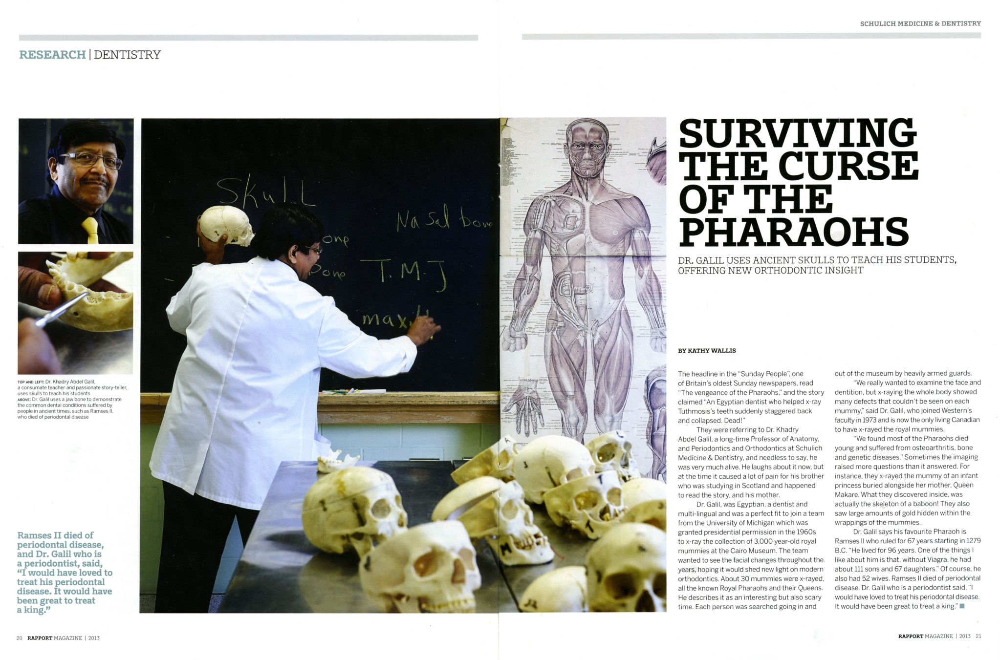 SCHULICH MEDICINE & DENTISTRY
RESEARCH | DENTISTRY
Skull
Nasal bone
one
bone
T.M.J
maxill
SURVIVING
THE CURSE
OF THE
PHARAOHS
DR. GALIL USES ANCIENT SKULLS TO TEACH HIS STUDENTS,
OFFERING NEW ORTHODONTIC INSIGHT
TOP AND LEFT: Dr. Khadry Abdel Galil,
a consumate teacher and passionate story-teller,
uses skulls to teach his students
ABOVE: Dr. Galil uses a jaw bone to demonstrate
the common dental conditions suffered by
people in ancient times, such as Ramses II,
who died of periodontal disease
Ramses II died of
periodontal disease,
and Dr. Galil who is
a periodontist, said,
“I would have loved to
treat his periodontal
disease. It would have
been great to treat
a king.”
BY KATHY WALLIS
The headline in the “Sunday People”, one
of Britain’s oldest Sunday newspapers, read
“The vengeance of the Pharaohs,” and the story
claimed “An Egyptian dentist who helped x-ray
Tuthmosis’s teeth suddenly staggered back
and collapsed. Dead!”
They were referring to Dr. Khadry
Abdel Galil, a long-time Professor of Anatomy,
and Periodontics and Orthodontics at Schulich
Medicine & Dentistry, and needless to say, he
was very much alive. He laughs about it now, but
at the time it caused a lot of pain for his brother
who was studying in Scotland and happened
to read the story, and his mother.
Dr. Galil, was Egyptian, a dentist and
multi-lingual and was a perfect fit to join a team
from the University of Michigan which was
granted presidential permission in the 1960s
to x-ray the collection of 3,000 year-old royal
mummies at the Cairo Museum. The team
wanted to see the facial changes throughout the
years, hoping it would shed new light on modern
orthodontics. About 30 mummies were x-rayed,
all the known Royal Pharaohs and their Queens.
He describes it as an interesting but also scary
time. Each person was searched going in and
out of the museum by heavily armed guards.
“We really wanted to examine the face and
dentition, but x-raying the whole body showed
many defects that couldn’t be seen on each
mummy,” said Dr. Galil, who joined Western’s
faculty in 1973 and is now the only living Canadian
to have x-rayed the royal mummies.
“We found most of the Pharaohs died
young and suffered from osteoarthritis, bone
and genetic diseases.” Sometimes the imaging
raised more questions than it answered. For
instance, they x-rayed the mummy of an infant
princess buried alongside her mother, Queen
Makare. What they discovered inside, was
actually the skeleton of a baboon! They also
saw large amounts of gold hidden within the
wrappings of the mummies.
Dr. Galil says his favourite Pharaoh is
Ramses II who ruled for 67 years starting in 1279
B.C. “He lived for 96 years. One of the things I
like about him is that, without Viagra, he had
about 111 sons and 67 daughters.” Of course, he
also had 52 wives. Ramses II died of periodontal
disease. Dr. Galil who is a periodontist said, “I
would have loved to treat his periodontal disease.
It would have been great to treat a king.”
A
J
T
T
M
J2
20 RAPPORT MAGAZINE | 2013
RAPPORT MAGAZINE | 2013 21